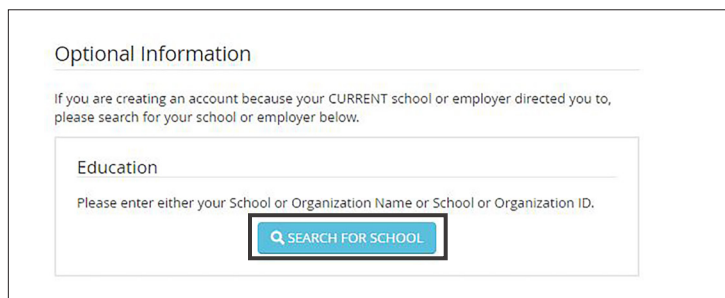 Optional Information
If you are creating an account because your CURRENT school or employer directed you to,
please search for your school or employer below.
Education
Please enter either your School or Organization Name or School or Organization ID.
SEARCH FOR SCHOOL